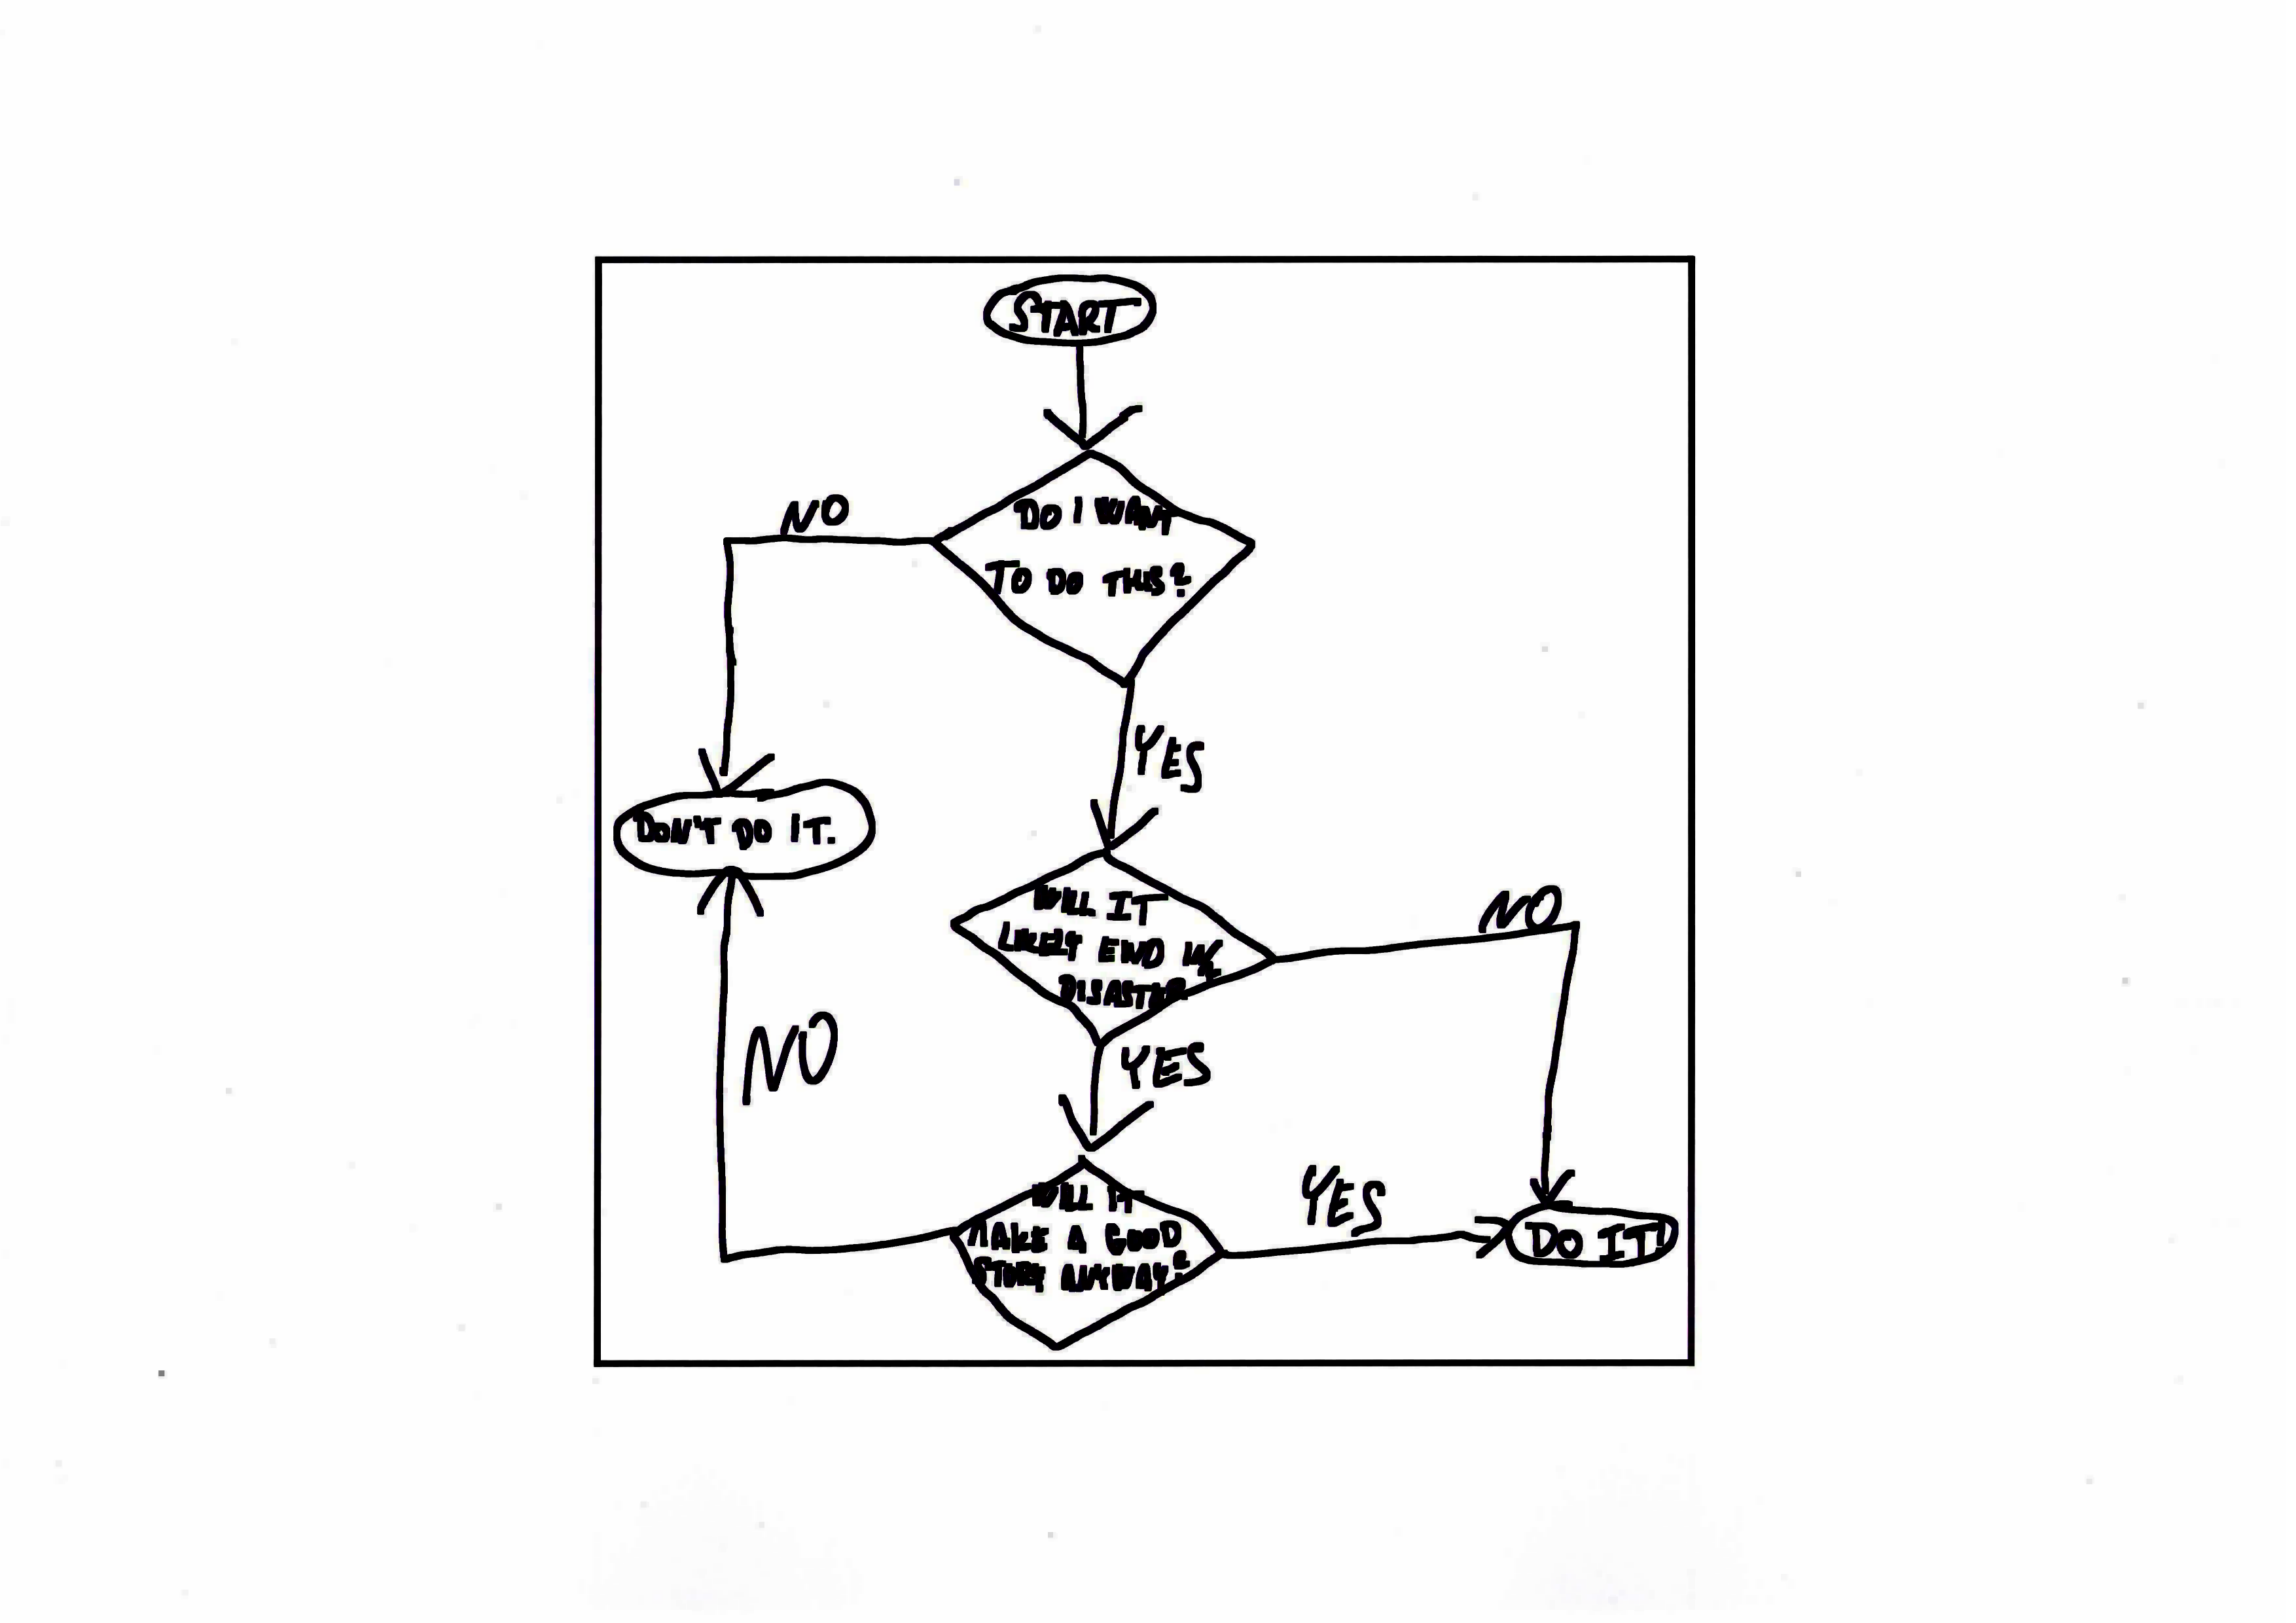 START
DO I WANT
TO DO THIS?
NO
YES
DON'T DO IT.
WILL IT
LIKELY END IN
DISASTER
NO
NO
YES
WILL IT
MAKE A GOOD
STORY ANYWAY?
YES
DO IT!